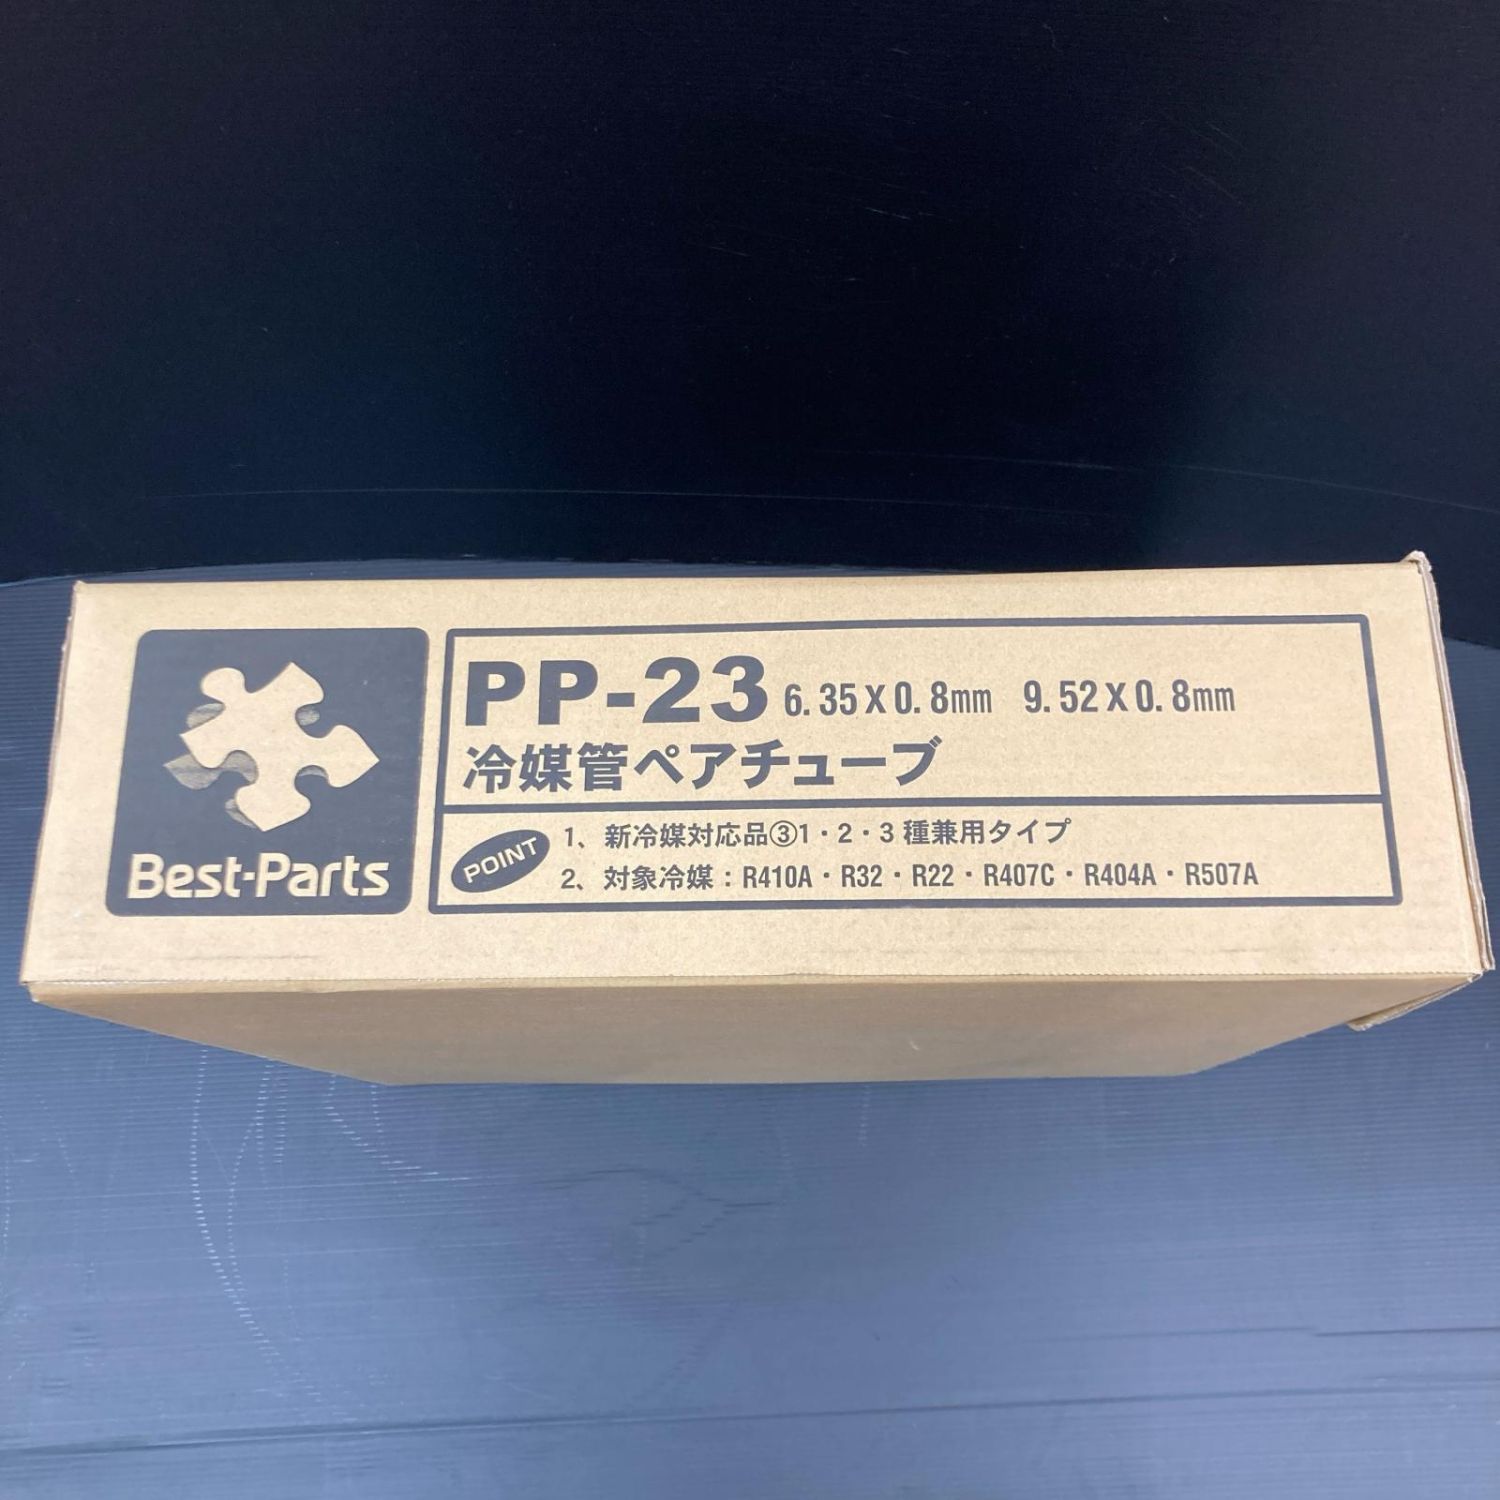 Best-Parts
PP-23 6.35X0.8mm 9.52X0.8mm
冷媒管ペアチューブ
POINT
1、新冷媒対応品③1・2・3種兼用タイプ
2、対象冷媒：R410A・R32・R22・R407C・R404A・R507A